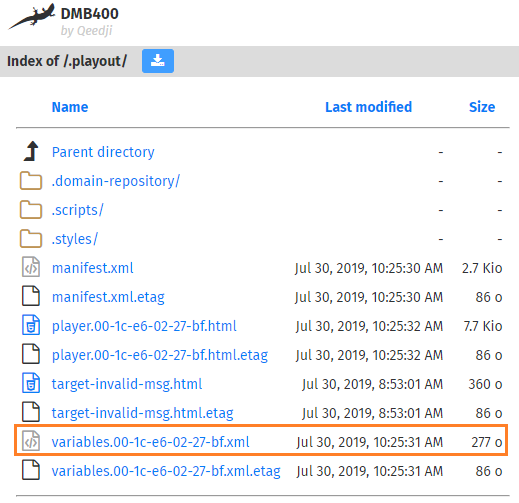 DMB400
by Qeedji
Index of /.playout/
Name Last modified Size
Parent directory - -
.domain-repository/ - -
.scripts/ - -
.styles/ - -
manifest.xml Jul 30, 2019, 10:25:30 AM 2.7 Kio
manifest.xml.etag Jul 30, 2019, 10:25:30 AM 86 o
player.00-1c-e6-02-27-bf.html Jul 30, 2019, 10:25:32 AM 7.7 Kio
player.00-1c-e6-02-27-bf.html.etag Jul 30, 2019, 10:25:32 AM 86 o
target-invalid-msg.html Jul 30, 2019, 8:53:01 AM 360 o
target-invalid-msg.html.etag Jul 30, 2019, 8:53:01 AM 86 o
variables.00-1c-e6-02-27-bf.xml Jul 30, 2019, 10:25:31 AM 277 o
variables.00-1c-e6-02-27-bf.xml.etag Jul 30, 2019, 10:25:31 AM 86 o